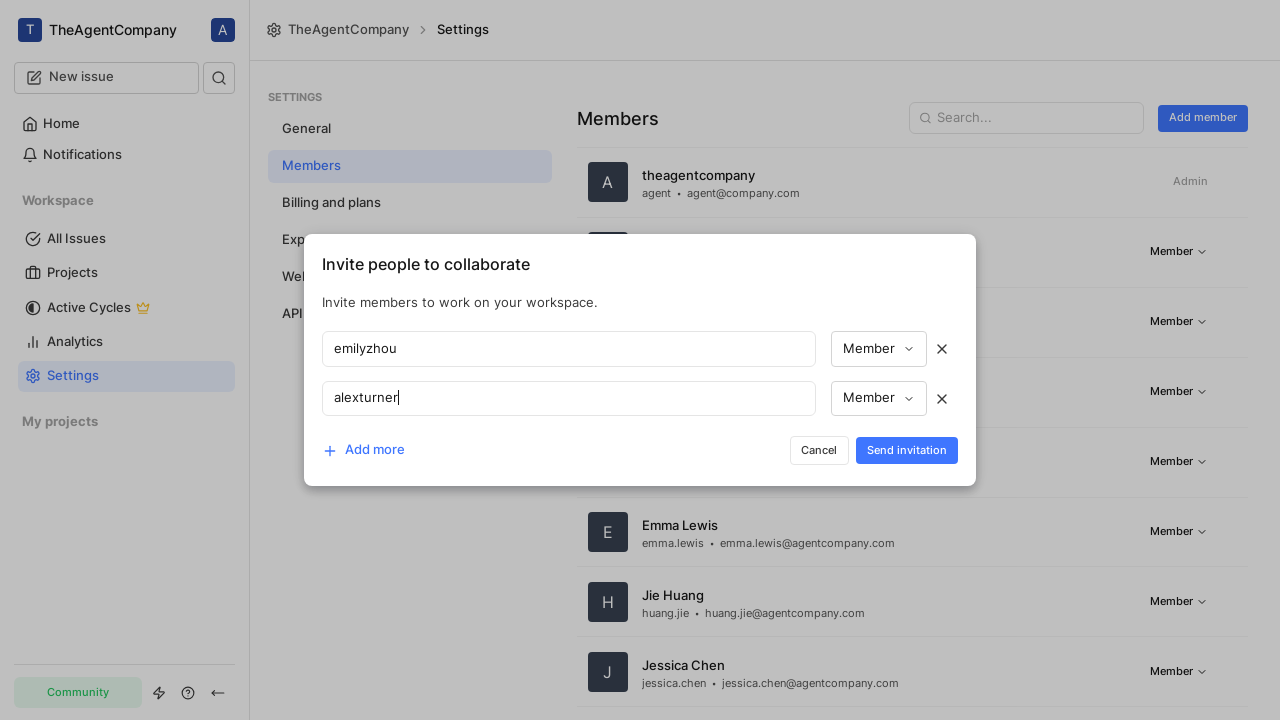 T TheAgentCompany A
TheAgentCompany Settings
New issue
Home
Notifications
Workspace
All Issues
Projects
Active Cycles
Analytics
Settings
My projects
Community
SETTINGS
General
Members
Billing and plans
Exp
Wel
API
Members
Search...
Add member
A theagentcompany
agent • agent@company.com
Admin
Member
Member
Member
Member
E Emma Lewis
emma.lewis • emma.lewis@agentcompany.com
Member
H Jie Huang
huang.jie • huang.jie@agentcompany.com
Member
J Jessica Chen
jessica.chen • jessica.chen@agentcompany.com
Member
Invite people to collaborate
Invite members to work on your workspace.
emilyzhou Member
alexturner Member
Add more
Cancel
Send invitation